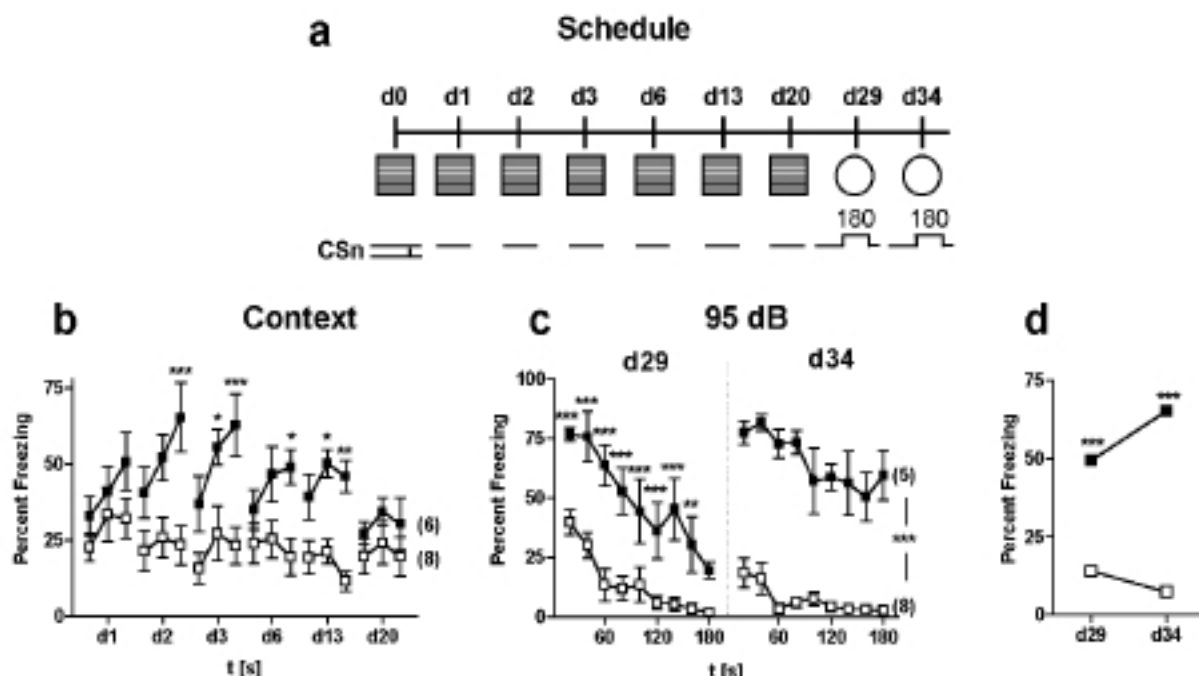 a Schedule
d0 d1 d2 d3 d6 d13 d20 d29 d34
180 180
CSn
b Context
Percent Freezing
75
50
25
0
*** * *** * * **
(6)
(8)
d1 d2 d3 d6 d13 d20
t [s]
c 95 dB
d29 d34
Percent Freezing
100
75
50
25
0
*** *** *** *** *** *** *** **
(5)
***
(8)
60 120 180 60 120 180
t [s]
d
Percent Freezing
75
50
25
0
*** ***
d29 d34